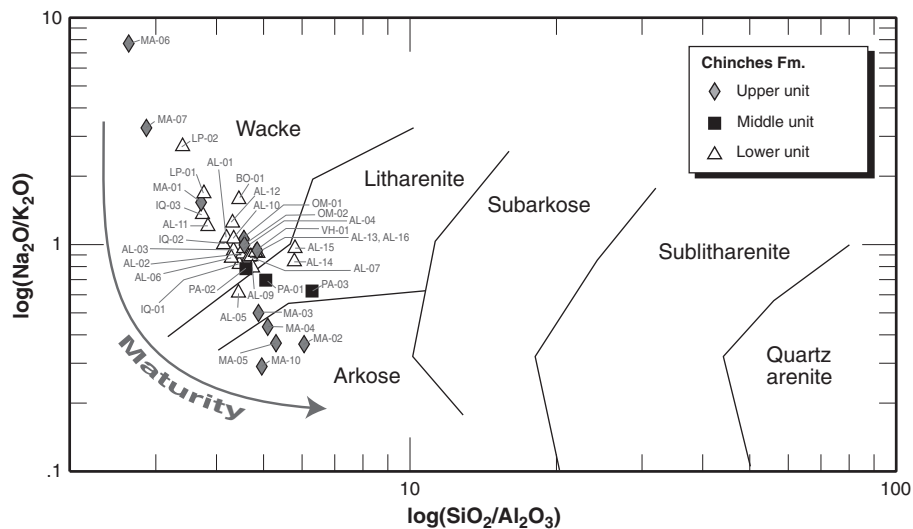 10
MA-06
Chinches Fm.
Upper unit
Middle unit
Lower unit
MA-07
Wacke
LP-02
AL-01
LP-01
BO-01
Litharenite
MA-01
AL-12
IQ-03
AL-10
OM-01
Subarkose
OM-02
AL-11
AL-04
IQ-02
VH-01
AL-13, AL-16
AL-03
AL-15
1
Sublitharenite
AL-02
AL-14
AL-06
AL-07
PA-02
PA-01
PA-03
AL-09
IQ-01
AL-05
MA-03
MA-04
MA-02
MA-05
MA-10
Arkose
Quartz
arenite
Maturity
.1
10
100
log(Na2O/K2O)
log(SiO2/Al2O3)